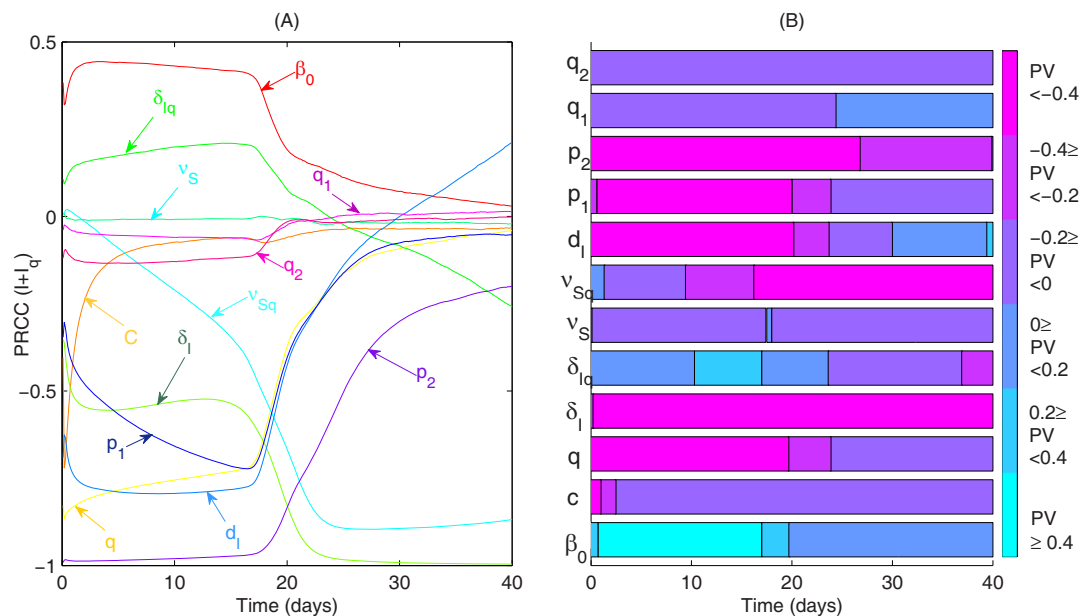 (A)
PRCC (I+I_q)
0.5
0
−0.5
−1
β_0
δ_Iq
ν_S
q_1
q_2
ν_Sq
C
δ_I
p_2
p_1
d_I
q
0 10 20 30 40
Time (days)
(B)
q_2
q_1
p_2
p_1
d_I
ν_Sq
ν_S
δ_Iq
δ_I
q
c
β_0
0 10 20 30 40
Time (days)
PV
<−0.4
−0.4≥
PV
<−0.2
−0.2≥
PV
<0
0≥
PV
<0.2
0.2≥
PV
<0.4
PV
≥ 0.4